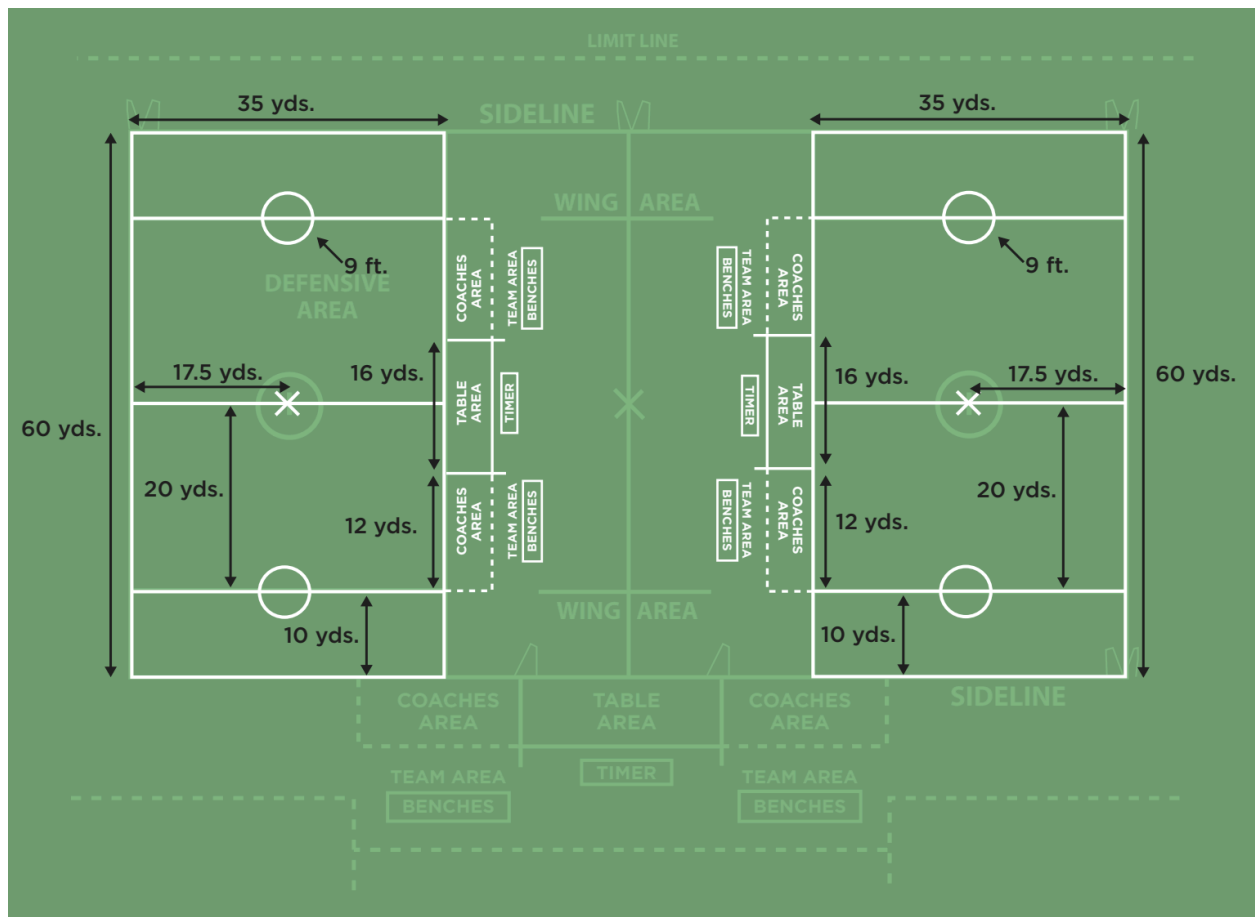 LIMIT LINE
35 yds.
35 yds.
SIDELINE
WING AREA
9 ft.
9 ft.
DEFENSIVE
AREA
COACHES
AREA
TEAM AREA
BENCHES
BENCHES
TEAM AREA
COACHES
AREA
17.5 yds.
16 yds.
TABLE
AREA
TIMER
TIMER
TABLE
AREA
16 yds.
17.5 yds.
60 yds.
60 yds.
20 yds.
12 yds.
COACHES
AREA
TEAM AREA
BENCHES
BENCHES
TEAM AREA
COACHES
AREA
12 yds.
20 yds.
WING AREA
10 yds.
10 yds.
COACHES
AREA
TABLE
AREA
COACHES
AREA
SIDELINE
TEAM AREA
BENCHES
TIMER
TEAM AREA
BENCHES